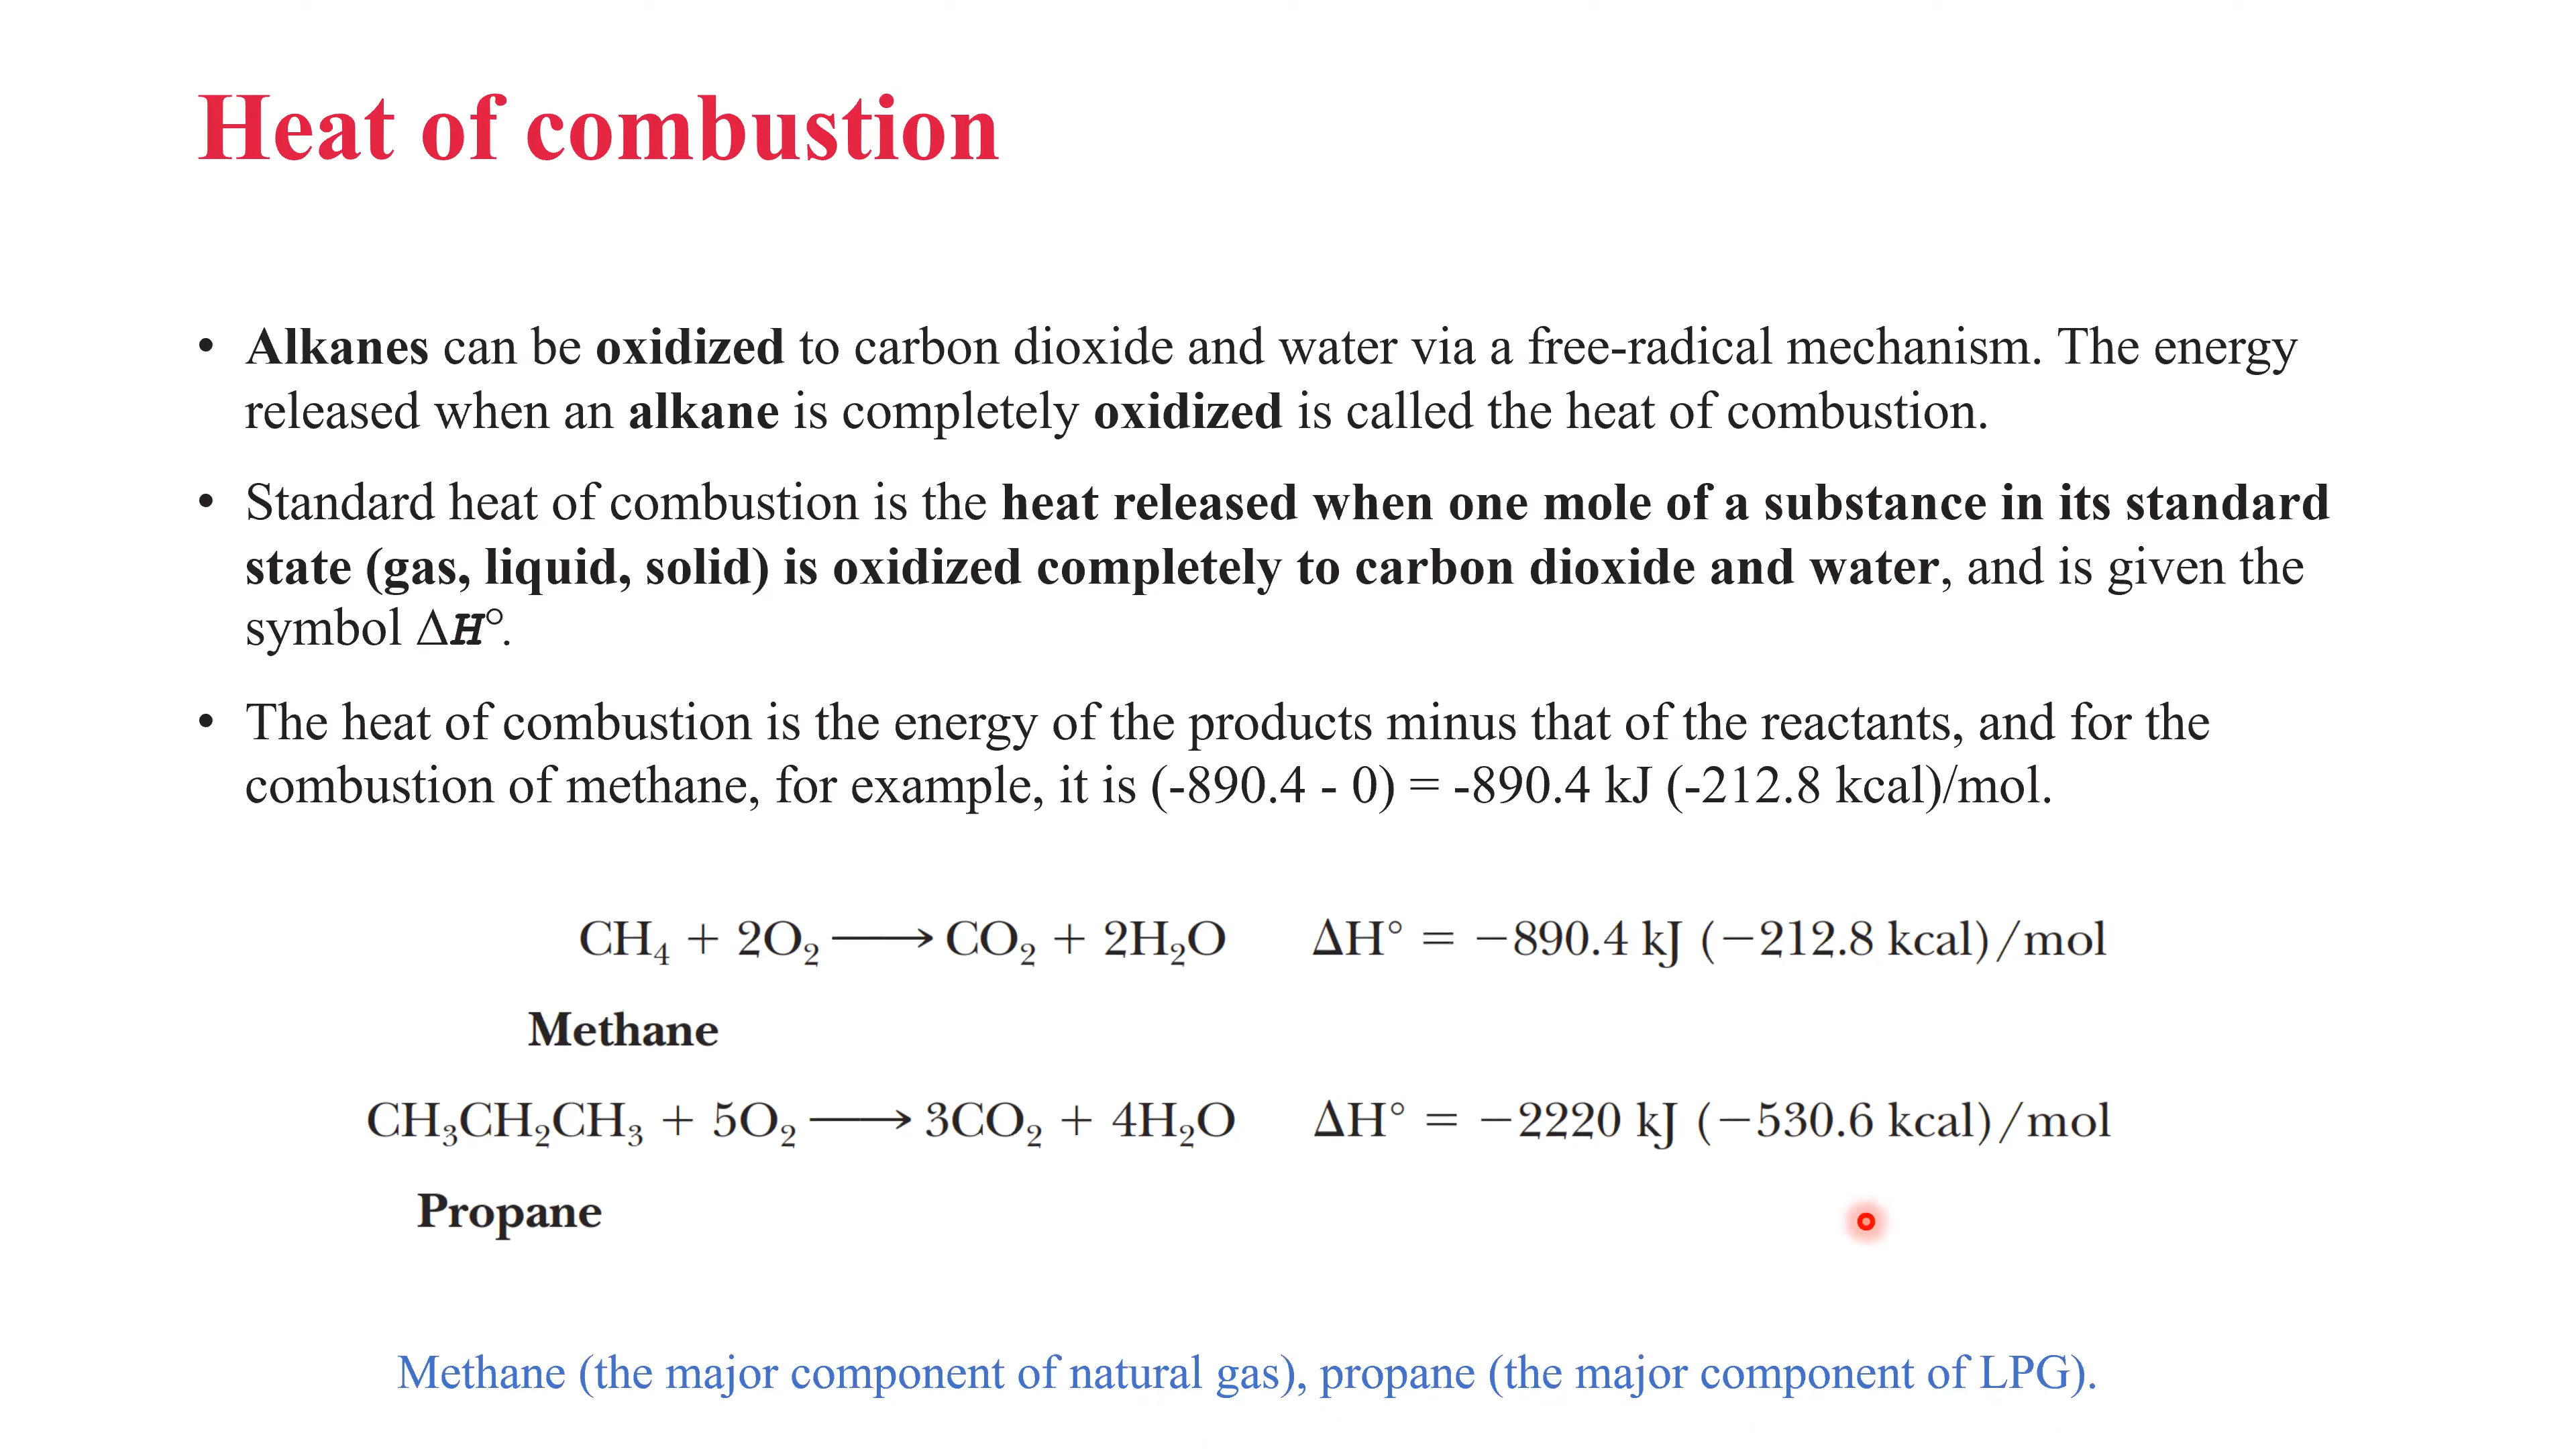 Heat of combustion
• Alkanes can be oxidized to carbon dioxide and water via a free-radical mechanism. The energy
released when an alkane is completely oxidized is called the heat of combustion.
• Standard heat of combustion is the heat released when one mole of a substance in its standard
state (gas, liquid, solid) is oxidized completely to carbon dioxide and water, and is given the
symbol ΔH°.
• The heat of combustion is the energy of the products minus that of the reactants, and for the
combustion of methane, for example, it is (-890.4 - 0) = -890.4 kJ (-212.8 kcal)/mol.
CH₄ + 2O₂ ⟶ CO₂ + 2H₂O ΔH° = −890.4 kJ (−212.8 kcal)/mol
Methane
CH₃CH₂CH₃ + 5O₂ ⟶ 3CO₂ + 4H₂O ΔH° = −2220 kJ (−530.6 kcal)/mol
Propane
Methane (the major component of natural gas), propane (the major component of LPG).